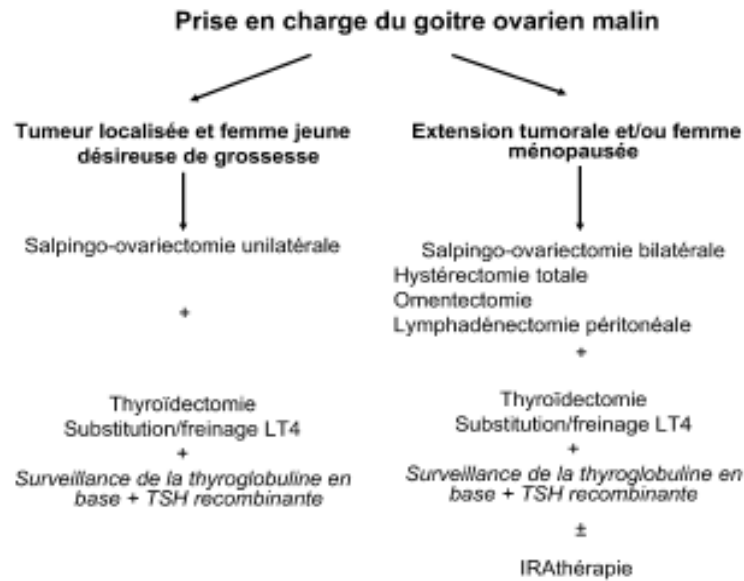 Prise en charge du goitre ovarien malin
Tumeur localisée et femme jeune
désireuse de grossesse
Salpingo-ovariectomie unilatérale
+
Thyroïdectomie
Substitution/freinage LT4
+
Surveillance de la thyroglobuline en
base + TSH recombinante
Extension tumorale et/ou femme
ménopausée
Salpingo-ovariectomie bilatérale
Hystérectomie totale
Omentectomie
Lymphadénectomie péritonéale
+
Thyroïdectomie
Substitution/freinage LT4
+
Surveillance de la thyroglobuline en
base + TSH recombinante
±
IRAthérapie